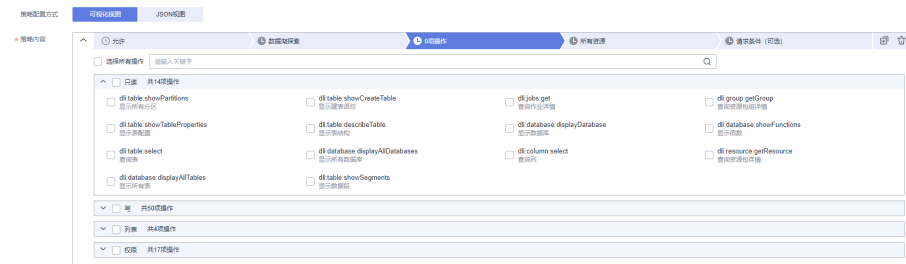 策略配置方式 可视化视图 JSON视图
* 策略内容 允许 数据湖探索 0项操作 所有资源 请求条件（可选）
选择所有操作 请输入关键字
只读 共14项操作
dli:table:showPartitions dli:table:showCreateTable dli:jobs:get dli:group:getGroup
显示所有分区 显示建表语句 查询作业详情 查询资源包组详情
dli:table:showTableProperties dli:table:describeTable dli:database:displayDatabase dli:database:showFunctions
显示表配置 显示表结构 显示数据库 显示函数
dli:table:select dli:database:displayAllDatabases dli:column:select dli:resource:getResource
查询表 显示所有数据库 查询列 查询资源包详情
dli:database:displayAllTables dli:table:showSegments
显示所有表 显示数据段
写 共50项操作
列表 共4项操作
权限 共17项操作